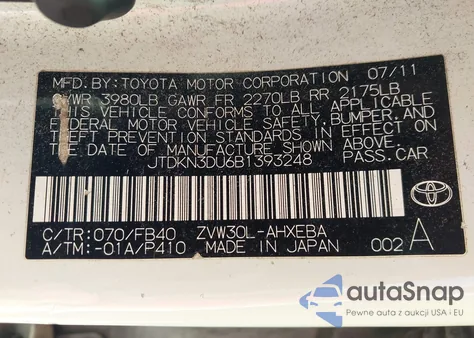 MFD. BY: TOYOTA MOTOR CORPORATION 07/11
GVWR 3980LB GAWR FR 2270LB RR 2175LB
THIS VEHICLE CONFORMS TO ALL APPLICABLE
FEDERAL MOTOR VEHICLE SAFETY, BUMPER, AND
THEFT PREVENTION STANDARDS IN EFFECT ON
THE DATE OF MANUFACTURE SHOWN ABOVE.
JTDKN3DU6B1393248 PASS.CAR
C/TR:070/FB40 ZVW30L-AHXEBA
A/TM:-01A/P410 MADE IN JAPAN 002 A
TOYOTA
autoSnap
Pewne auta z USA i EU